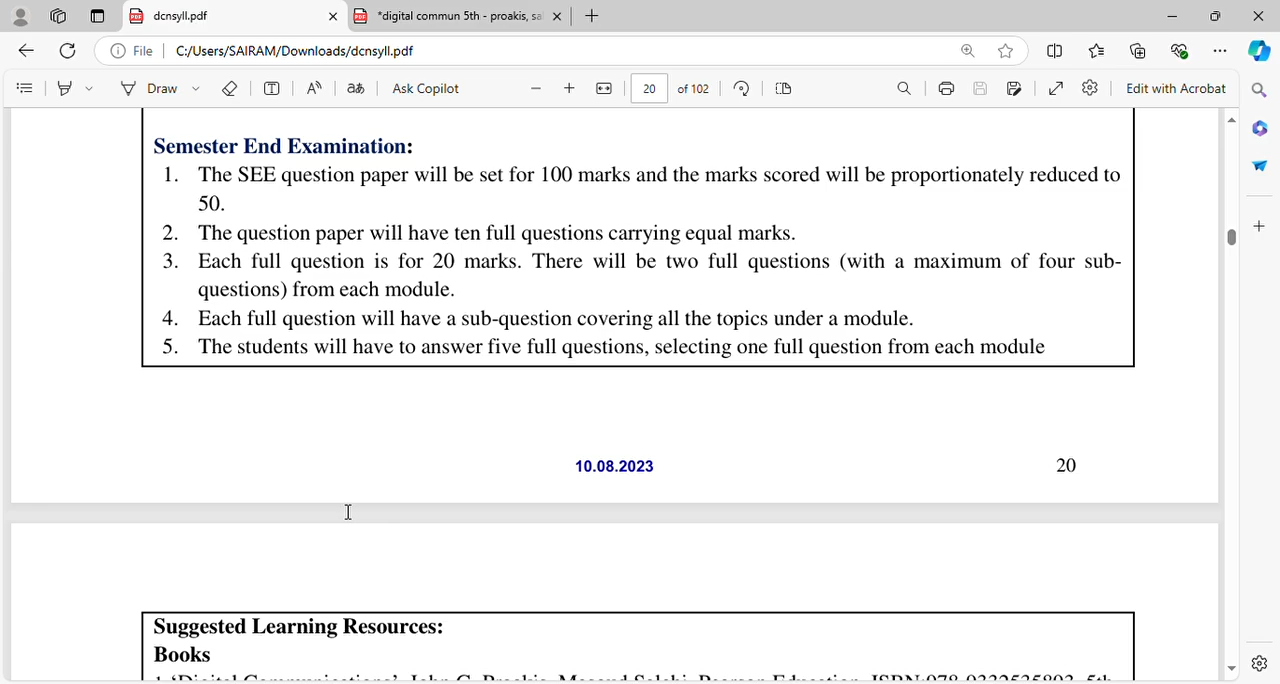 dcnsyll.pdf
*digital commun 5th - proakis, sa
File
C:/Users/SAIRAM/Downloads/dcnsyll.pdf
Draw
Ask Copilot
20
of 102
Edit with Acrobat
Semester End Examination:
1. The SEE question paper will be set for 100 marks and the marks scored will be proportionately reduced to
50.
2. The question paper will have ten full questions carrying equal marks.
3. Each full question is for 20 marks. There will be two full questions (with a maximum of four sub-
questions) from each module.
4. Each full question will have a sub-question covering all the topics under a module.
5. The students will have to answer five full questions, selecting one full question from each module
10.08.2023
20
Suggested Learning Resources:
Books